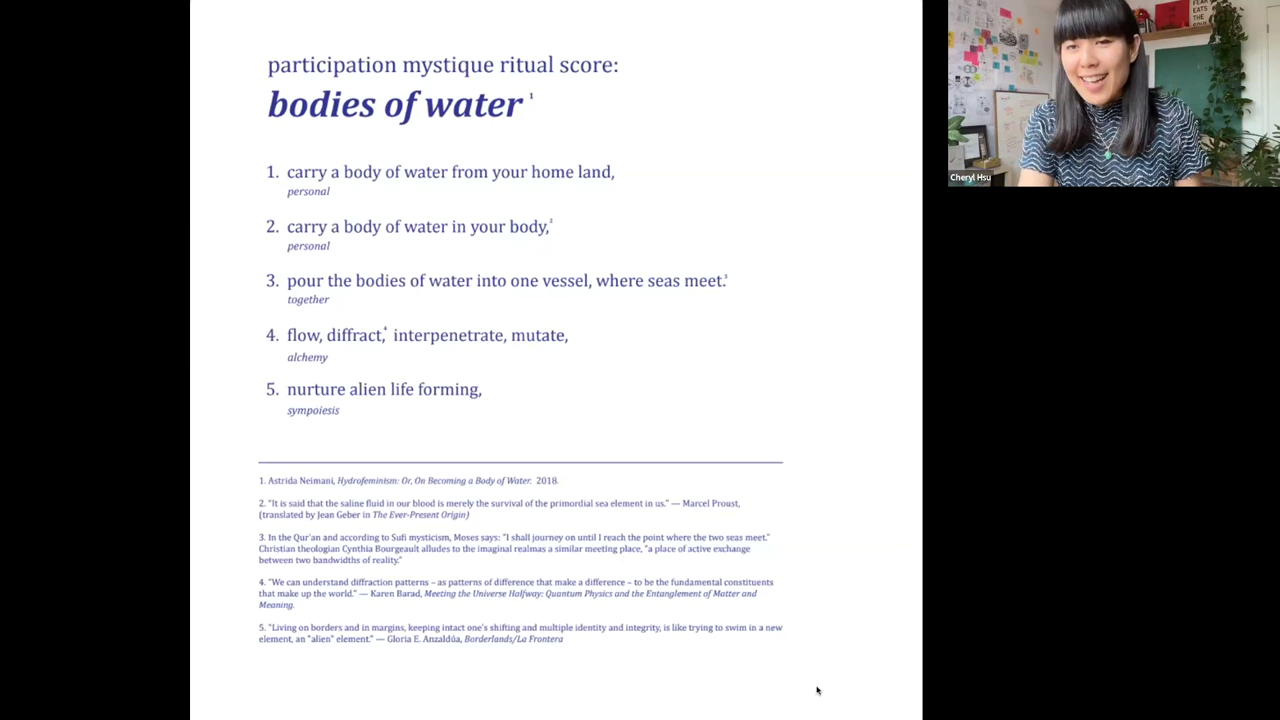 participation mystique ritual score:
bodies of water ¹
1. carry a body of water from your home land,
personal
2. carry a body of water in your body,²
personal
3. pour the bodies of water into one vessel, where seas meet.³
together
4. flow, diffract,⁴ interpenetrate, mutate,
alchemy
5. nurture alien life forming,
sympoiesis
1. Astrida Neimani, Hydrofeminism: Or, On Becoming a Body of Water. 2018.
2. "It is said that the saline fluid in our blood is merely the survival of the primordial sea element in us." — Marcel Proust,
(translated by Jean Geber in The Ever-Present Origin)
3. In the Qur'an and according to Sufi mysticism, Moses says: "I shall journey on until I reach the point where the two seas meet."
Christian theologian Cynthia Bourgeault alludes to the imaginal realmas a similar meeting place, "a place of active exchange
between two bandwidths of reality."
4. "We can understand diffraction patterns – as patterns of difference that make a difference – to be the fundamental constituents
that make up the world." — Karen Barad, Meeting the Universe Halfway: Quantum Physics and the Entanglement of Matter and
Meaning.
5. "Living on borders and in margins, keeping intact one's shifting and multiple identity and integrity, is like trying to swim in a new
element, an "alien" element." — Gloria E. Anzaldúa, Borderlands/La Frontera
FEAR
EATS
THE
SOUL
Cheryl Hsu